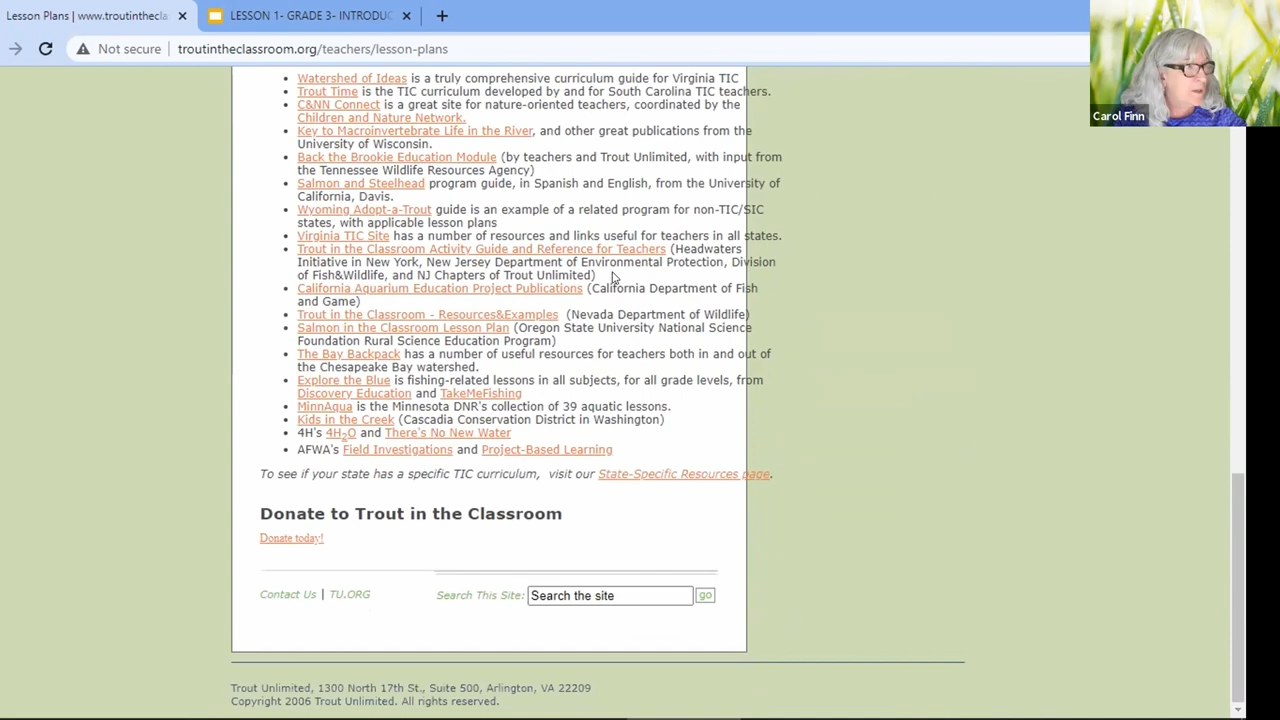 Lesson Plans | www.troutinthecla
LESSON 1- GRADE 3- INTRODUC
Not secure
troutintheclassroom.org/teachers/lesson-plans
Carol Finn
Watershed of Ideas is a truly comprehensive curriculum guide for Virginia TIC
Trout Time is the TIC curriculum developed by and for South Carolina TIC teachers.
C&NN Connect is a great site for nature-oriented teachers, coordinated by the
Children and Nature Network.
Key to Macroinvertebrate Life in the River, and other great publications from the
University of Wisconsin.
Back the Brookie Education Module (by teachers and Trout Unlimited, with input from
the Tennessee Wildlife Resources Agency)
Salmon and Steelhead program guide, in Spanish and English, from the University of
California, Davis.
Wyoming Adopt-a-Trout guide is an example of a related program for non-TIC/SIC
states, with applicable lesson plans
Virginia TIC Site has a number of resources and links useful for teachers in all states.
Trout in the Classroom Activity Guide and Reference for Teachers (Headwaters
Initiative in New York, New Jersey Department of Environmental Protection, Division
of Fish&Wildlife, and NJ Chapters of Trout Unlimited)
California Aquarium Education Project Publications (California Department of Fish
and Game)
Trout in the Classroom - Resources&Examples (Nevada Department of Wildlife)
Salmon in the Classroom Lesson Plan (Oregon State University National Science
Foundation Rural Science Education Program)
The Bay Backpack has a number of useful resources for teachers both in and out of
the Chesapeake Bay watershed.
Explore the Blue is fishing-related lessons in all subjects, for all grade levels, from
Discovery Education and TakeMeFishing
MinnAqua is the Minnesota DNR's collection of 39 aquatic lessons.
Kids in the Creek (Cascadia Conservation District in Washington)
4H's 4H2O and There's No New Water
AFWA's Field Investigations and Project-Based Learning
To see if your state has a specific TIC curriculum, visit our State-Specific Resources page.
Donate to Trout in the Classroom
Donate today!
Contact Us | TU.ORG
Search This Site: Search the site go
Trout Unlimited, 1300 North 17th St., Suite 500, Arlington, VA 22209
Copyright 2006 Trout Unlimited. All rights reserved.